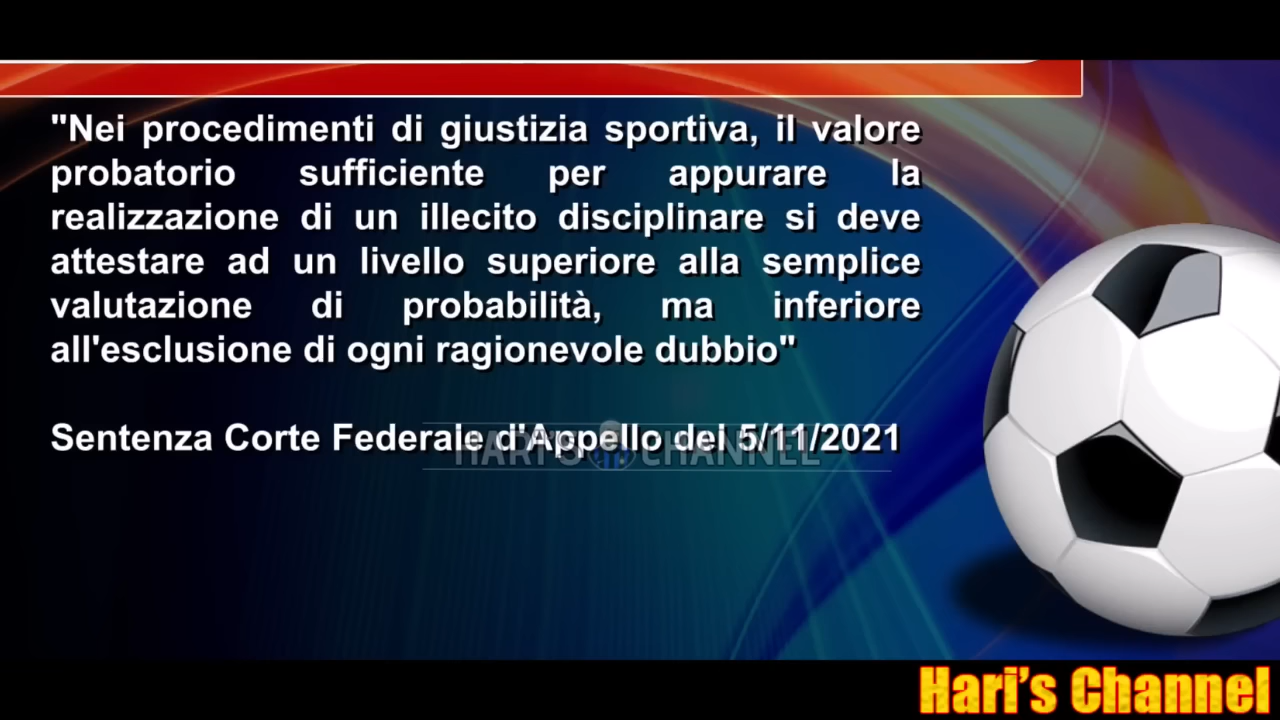 "Nei procedimenti di giustizia sportiva, il valore
probatorio sufficiente per appurare la
realizzazione di un illecito disciplinare si deve
attestare ad un livello superiore alla semplice
valutazione di probabilità, ma inferiore
all'esclusione di ogni ragionevole dubbio"
Sentenza Corte Federale d'Appello del 5/11/2021
HARI'S CHANNEL
Hari's Channel